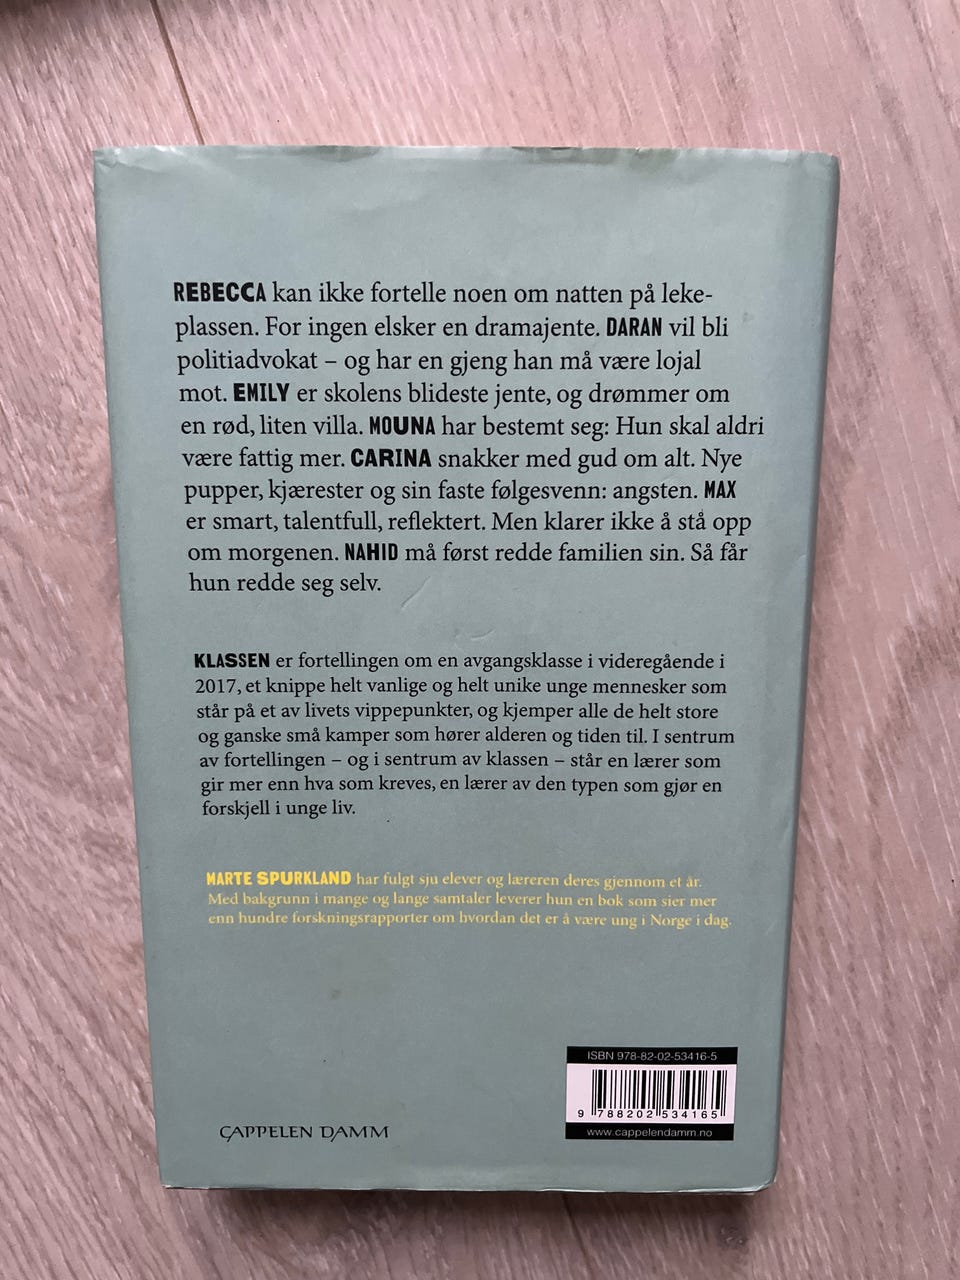 REBECCA kan ikke fortelle noen om natten på leke-
plassen. For ingen elsker en dramajente. DARAN vil bli
politiadvokat – og har en gjeng han må være lojal
mot. EMILY er skolens blideste jente, og drømmer om
en rød, liten villa. MOUNA har bestemt seg: Hun skal aldri
være fattig mer. CARINA snakker med gud om alt. Nye
pupper, kjærester og sin faste følgesvenn: angsten. MAX
er smart, talentfull, reflektert. Men klarer ikke å stå opp
om morgenen. NAHID må først redde familien sin. Så får
hun redde seg selv.
KLASSEN er fortellingen om en avgangsklasse i videregående i
2017, et knippe helt vanlige og helt unike unge mennesker som
står på et av livets vippepunkter, og kjemper alle de helt store
og ganske små kamper som hører alderen og tiden til. I sentrum
av fortellingen – og i sentrum av klassen – står en lærer som
gir mer enn hva som kreves, en lærer av den typen som gjør en
forskjell i unge liv.
MARTE SPURKLAND har fulgt sju elever og læreren deres gjennom et år.
Med bakgrunn i mange og lange samtaler leverer hun en bok som sier mer
enn hundre forskningsrapporter om hvordan det er å være ung i Norge i dag.
ISBN 978-82-02-53416-5
9 788202 534165
www.cappelendamm.no
CAPPELEN DAMM